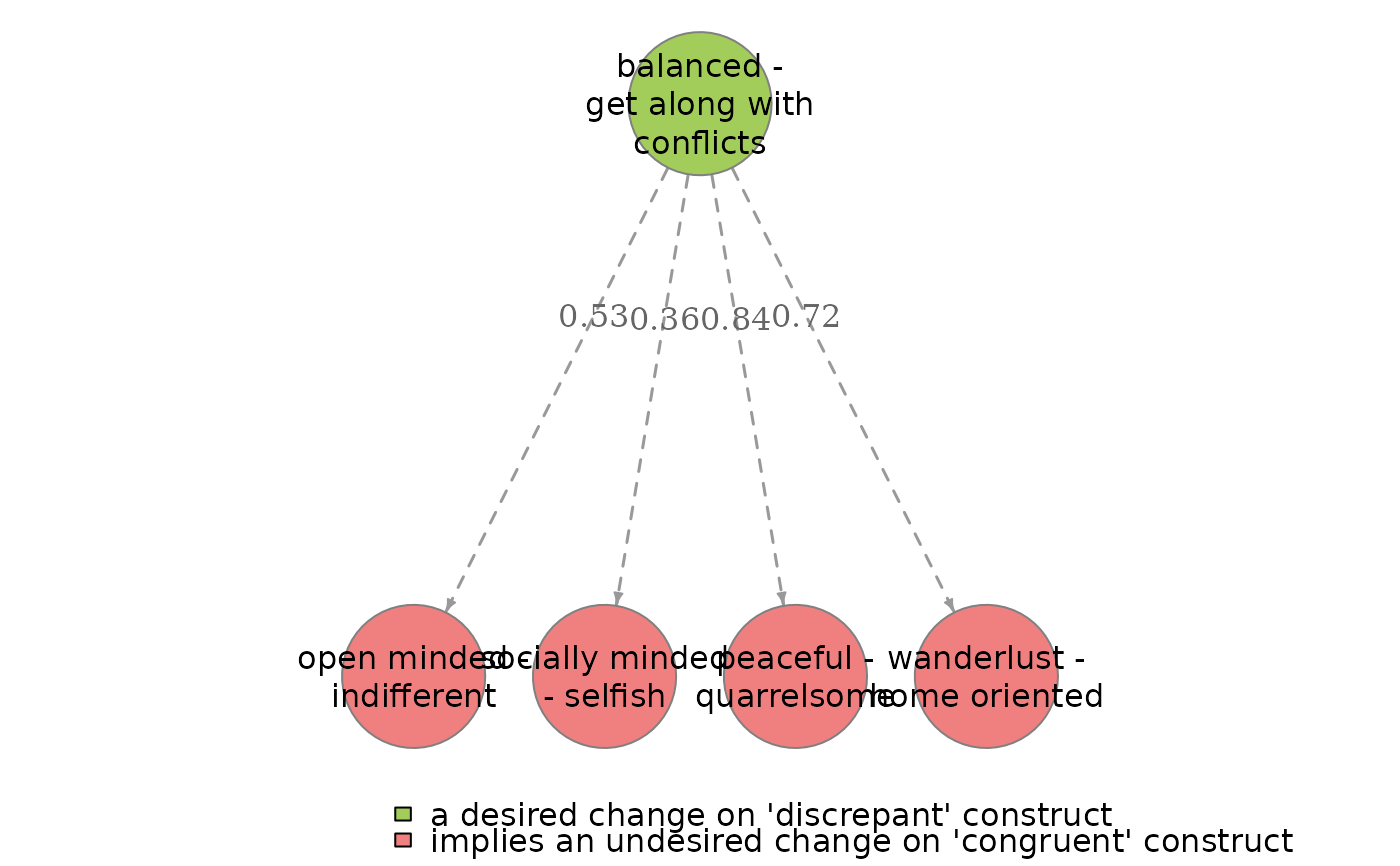 balanced -
get along with
conflicts
0.53
0.36
0.84
0.72
open minded -
indifferent
socially minded
- selfish
peaceful -
quarrelsome
wanderlust -
home oriented
a desired change on 'discrepant' construct
implies an undesired change on 'congruent' construct